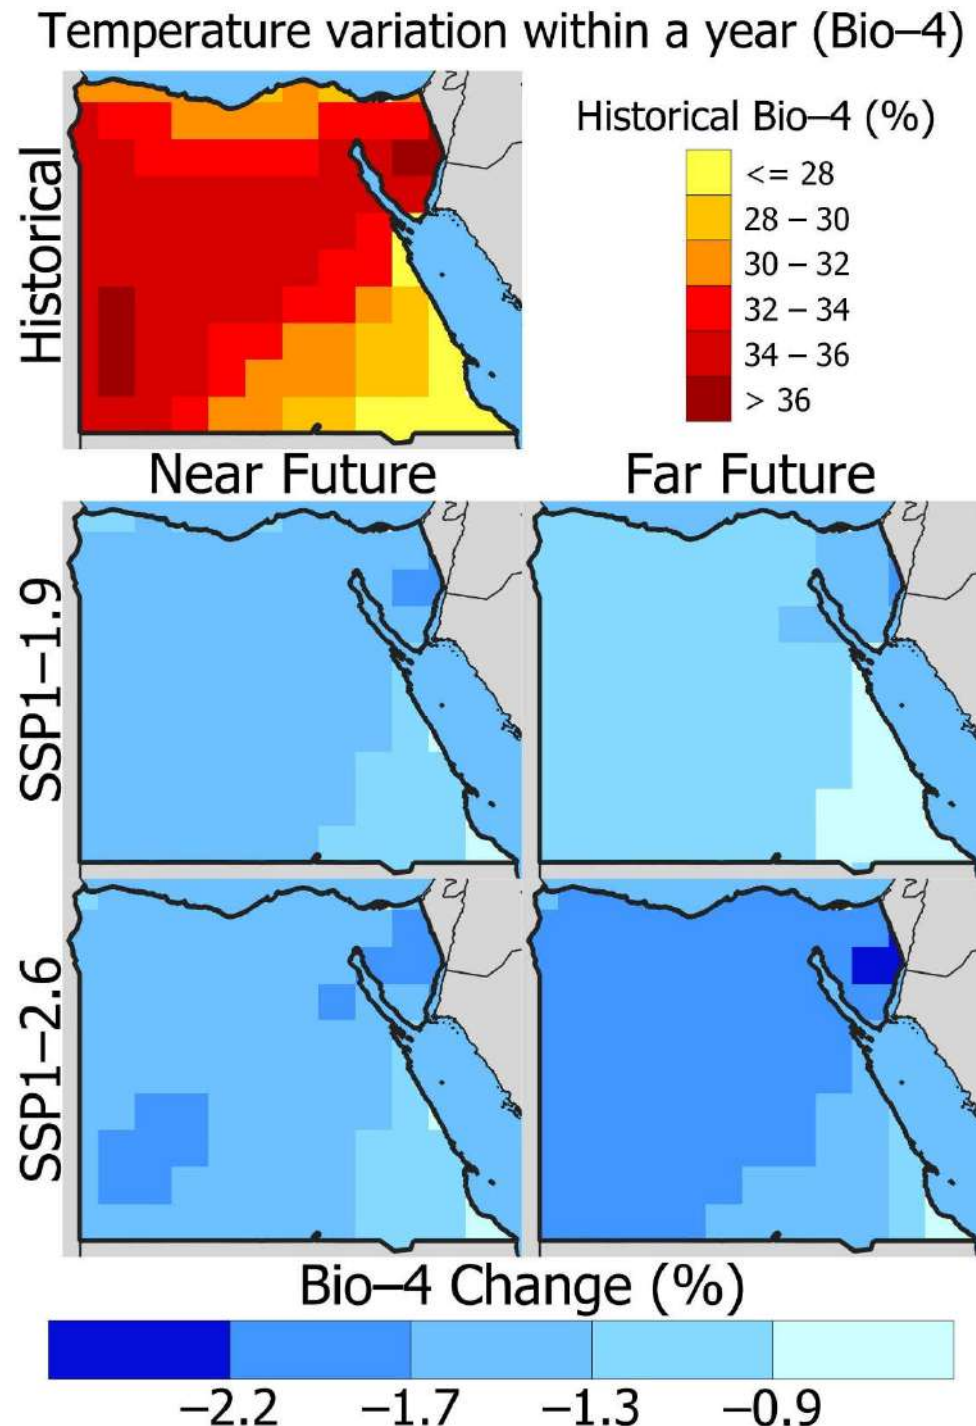 Temperature variation within a year (Bio–4)
Historical
Historical Bio–4 (%)
<= 28
28 – 30
30 – 32
32 – 34
34 – 36
> 36
Near Future
Far Future
SSP1–1.9
SSP1–2.6
Bio–4 Change (%)
–2.2 –1.7 –1.3 –0.9